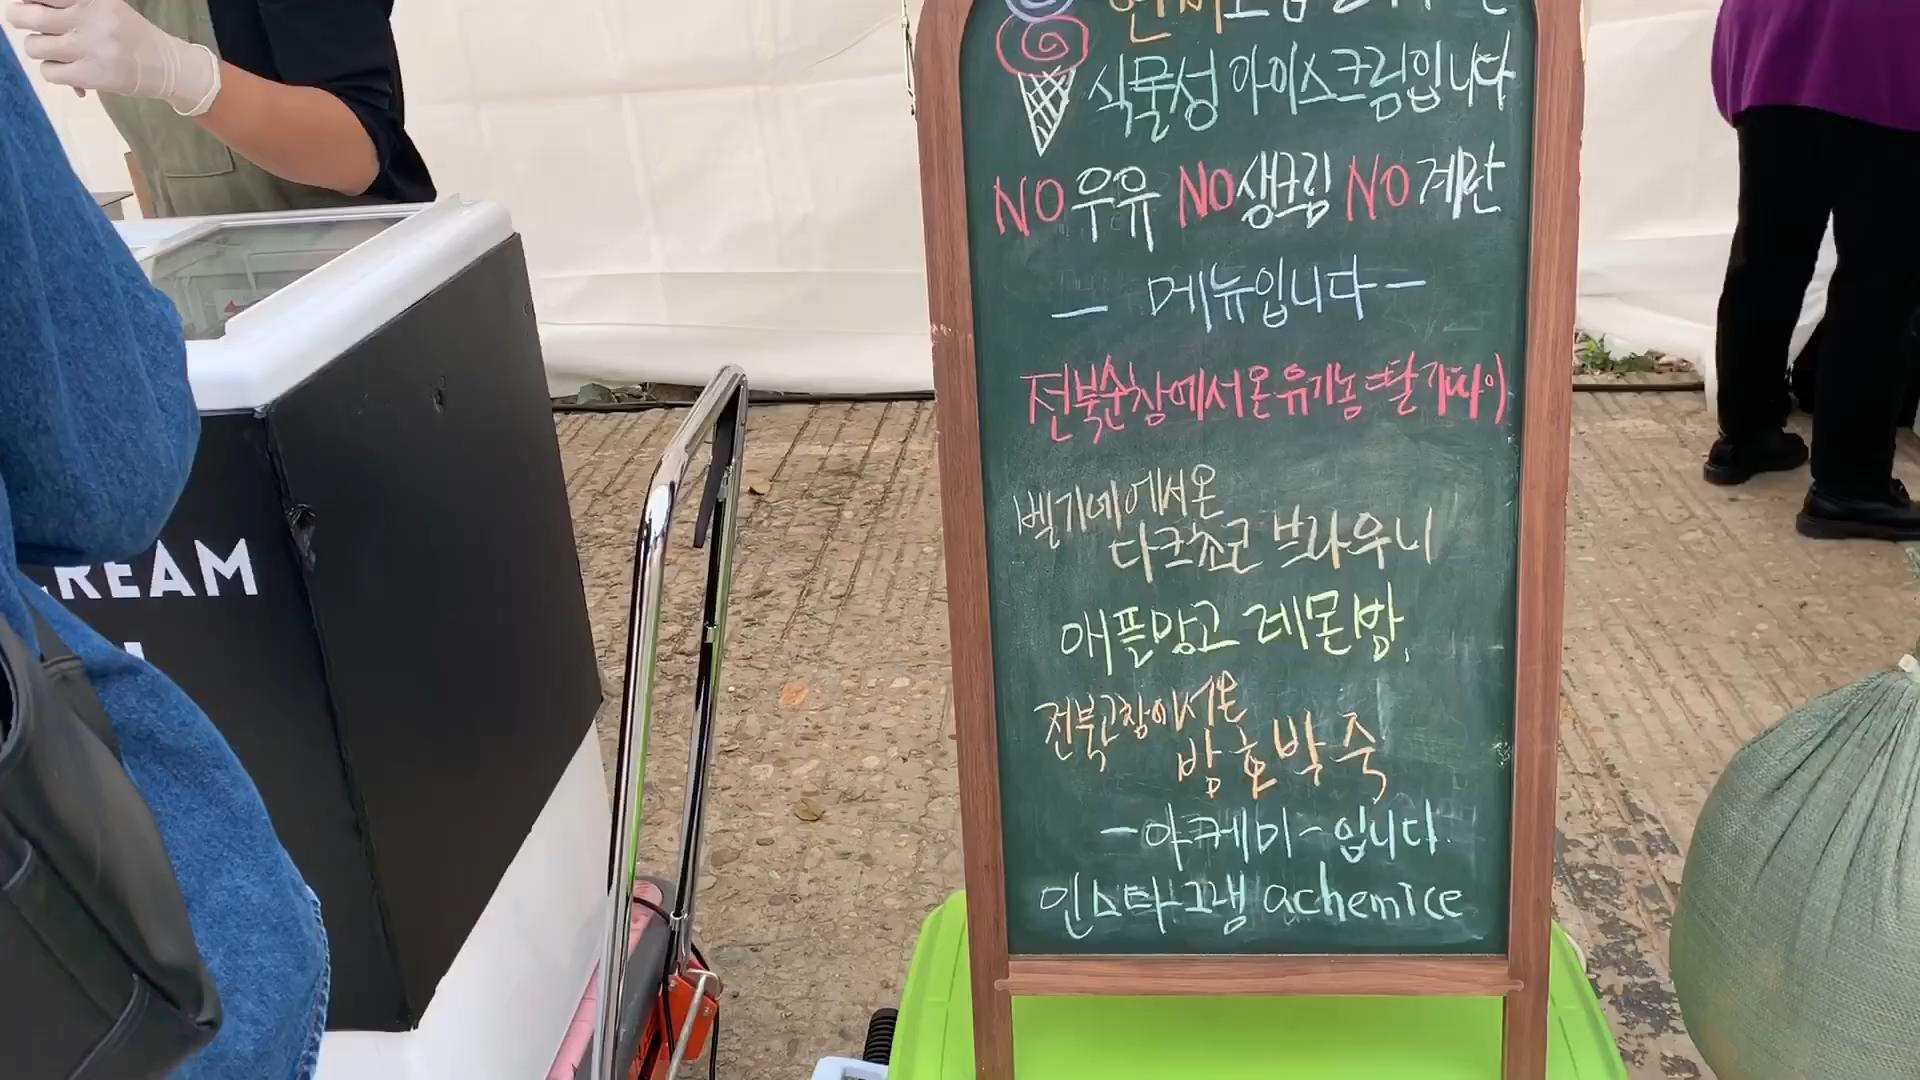 식물성 아이스크림입니다
NO우유 NO생크림 NO계란
- 메뉴입니다 -
전북순창에서온유기농딸기파이
벨기에에서온
다크초코 브라우니
애플망고 레몬밤,
전북고창에서온
밤호박죽
-아케미-입니다.
인스타그램 achemice
CREAM